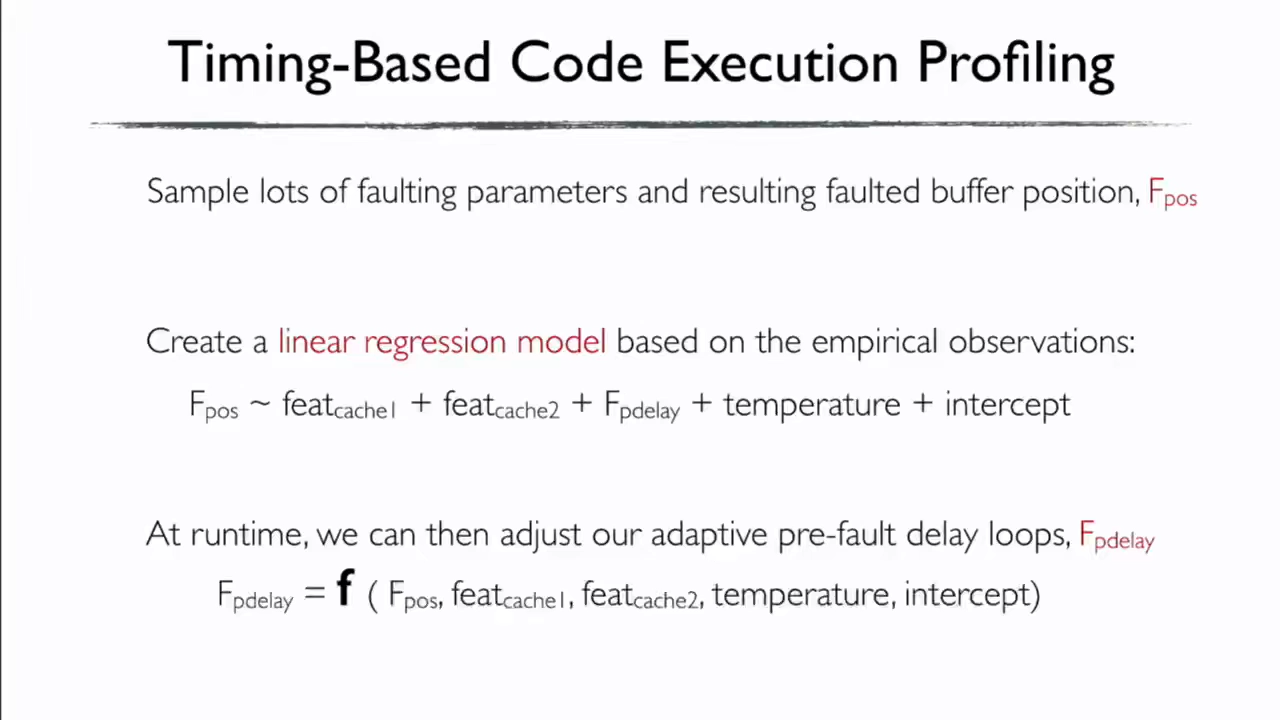 Timing-Based Code Execution Profiling
Sample lots of faulting parameters and resulting faulted buffer position, Fpos
Create a linear regression model based on the empirical observations:
Fpos ~ featcache1 + featcache2 + Fpdelay + temperature + intercept
At runtime, we can then adjust our adaptive pre-fault delay loops, Fpdelay
Fpdelay = f ( Fpos, featcache1, featcache2, temperature, intercept)